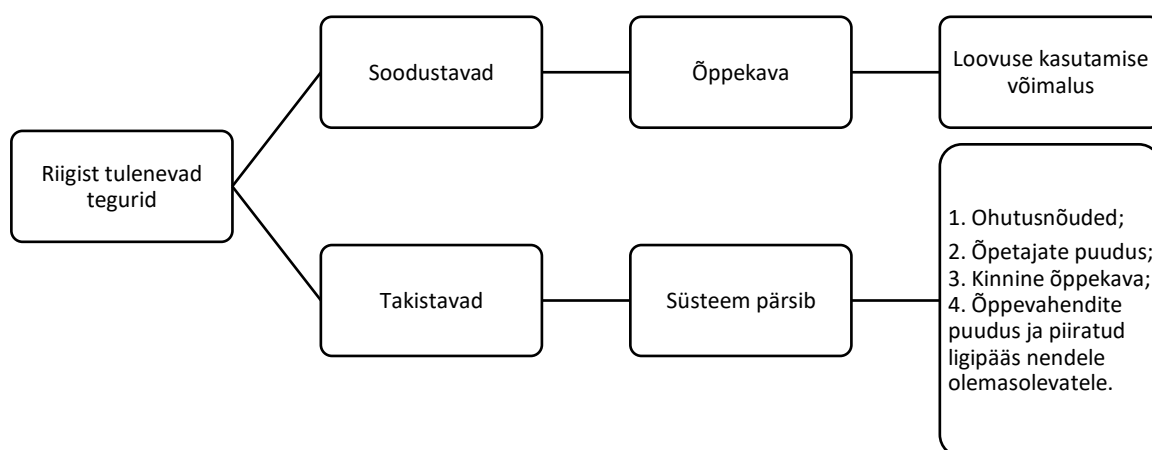 Soodustavad
Õppekava
Loovuse kasutamise
võimalus
Riigist tulenevad
tegurid
Takistavad
Süsteem pärsib
1. Ohutusnõuded;
2. Õpetajate puudus;
3. Kinnine õppekava;
4. Õppevahendite
puudus ja piiratud
ligipääs nendele
olemasolevatele.